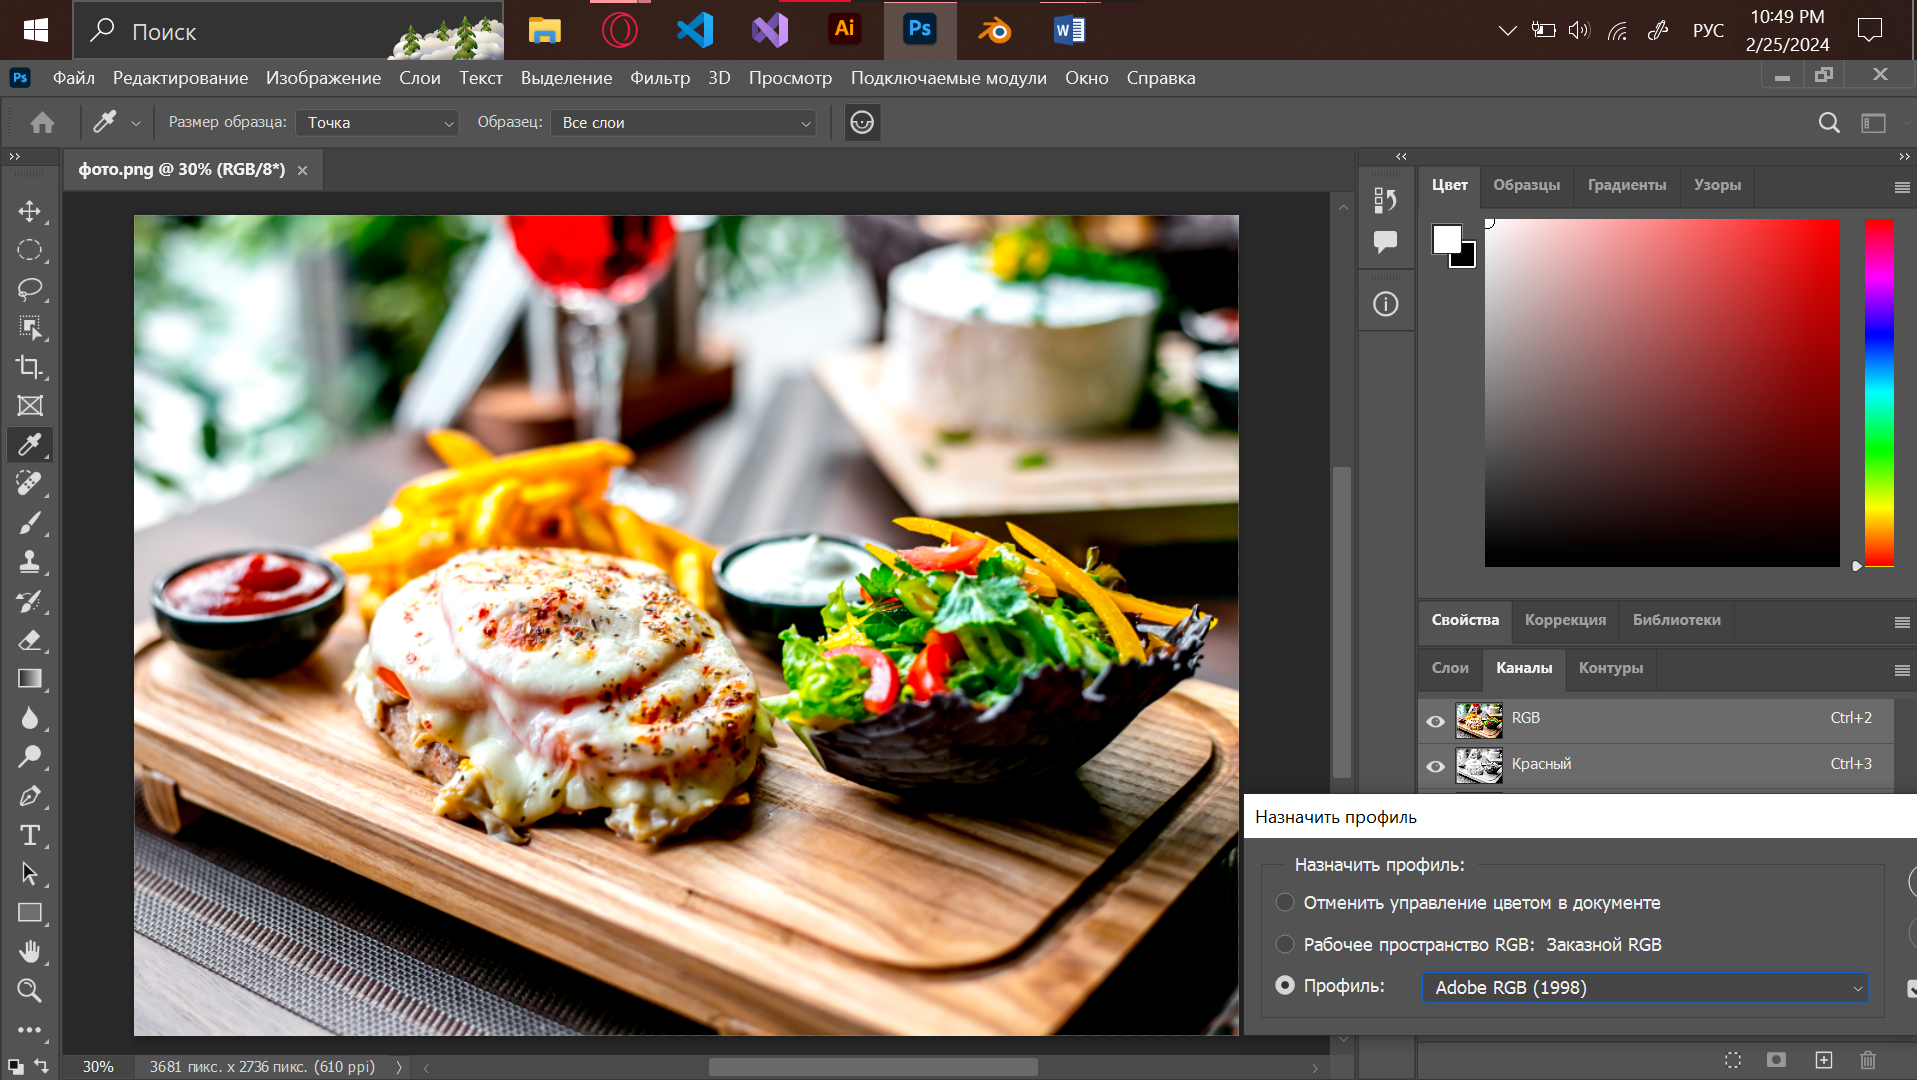 Поиск
Ai
Ps
РУС
10:49 PM
2/25/2024
Ps
Файл Редактирование Изображение Слои Текст Выделение Фильтр 3D Просмотр Подключаемые модули Окно Справка
Размер образца: Точка Образец: Все слои
фото.png @ 30% (RGB/8*)
Цвет Образцы Градиенты Узоры
Свойства Коррекция Библиотеки
Слои Каналы Контуры
RGB Ctrl+2
Красный Ctrl+3
Назначить профиль
Назначить профиль:
Отменить управление цветом в документе
Рабочее пространство RGB: Заказной RGB
Профиль: Adobe RGB (1998)
30% 3681 пикс. x 2736 пикс. (610 ppi)